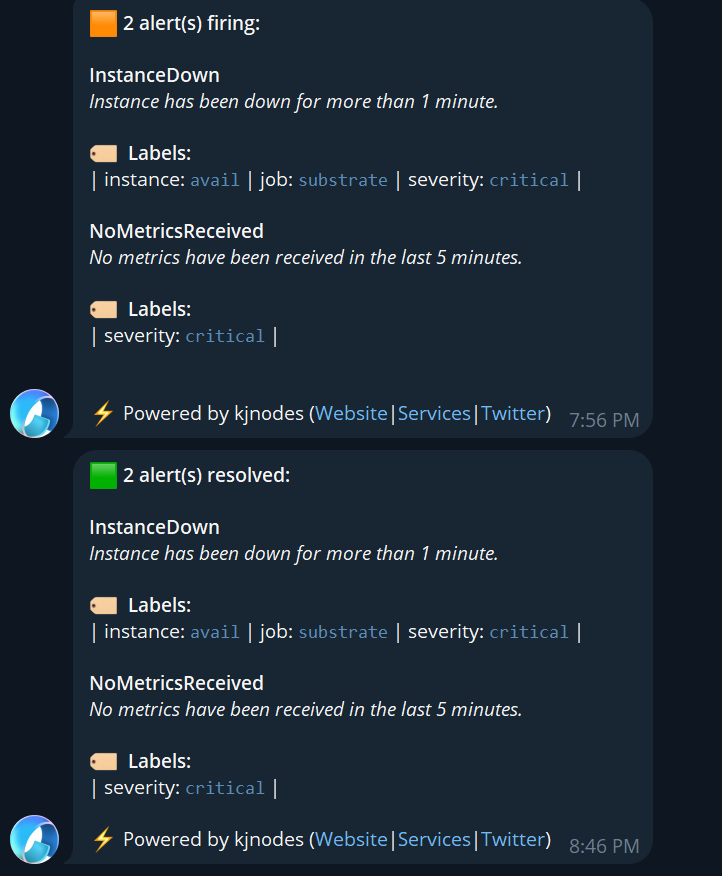 🟧 2 alert(s) firing:
InstanceDown
Instance has been down for more than 1 minute.
🏷 Labels:
| instance: avail | job: substrate | severity: critical |
NoMetricsReceived
No metrics have been received in the last 5 minutes.
🏷 Labels:
| severity: critical |
⚡ Powered by kjnodes (Website|Services|Twitter) 7:56 PM
🟩 2 alert(s) resolved:
InstanceDown
Instance has been down for more than 1 minute.
🏷 Labels:
| instance: avail | job: substrate | severity: critical |
NoMetricsReceived
No metrics have been received in the last 5 minutes.
🏷 Labels:
| severity: critical |
⚡ Powered by kjnodes (Website|Services|Twitter) 8:46 PM